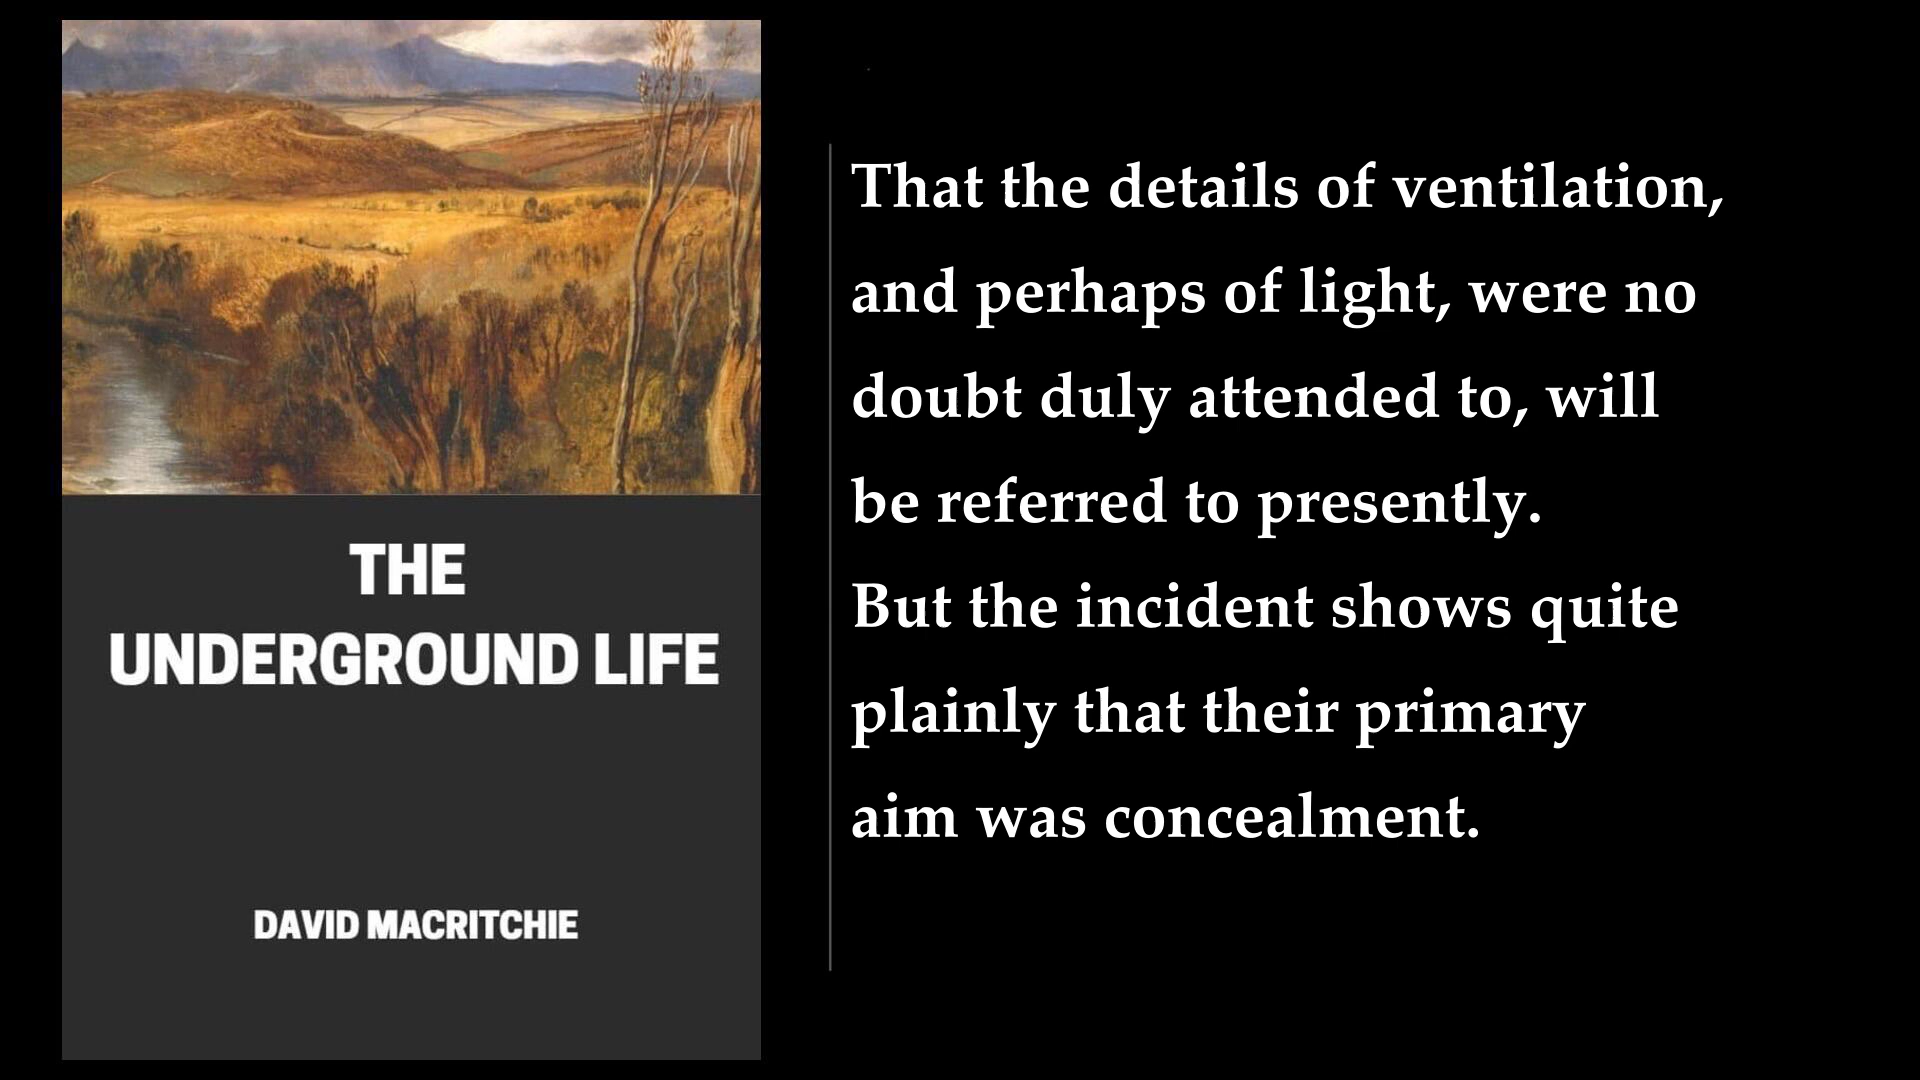 THE
UNDERGROUND LIFE
DAVID MACRITCHIE
That the details of ventilation,
and perhaps of light, were no
doubt duly attended to, will
be referred to presently.
But the incident shows quite
plainly that their primary
aim was concealment.